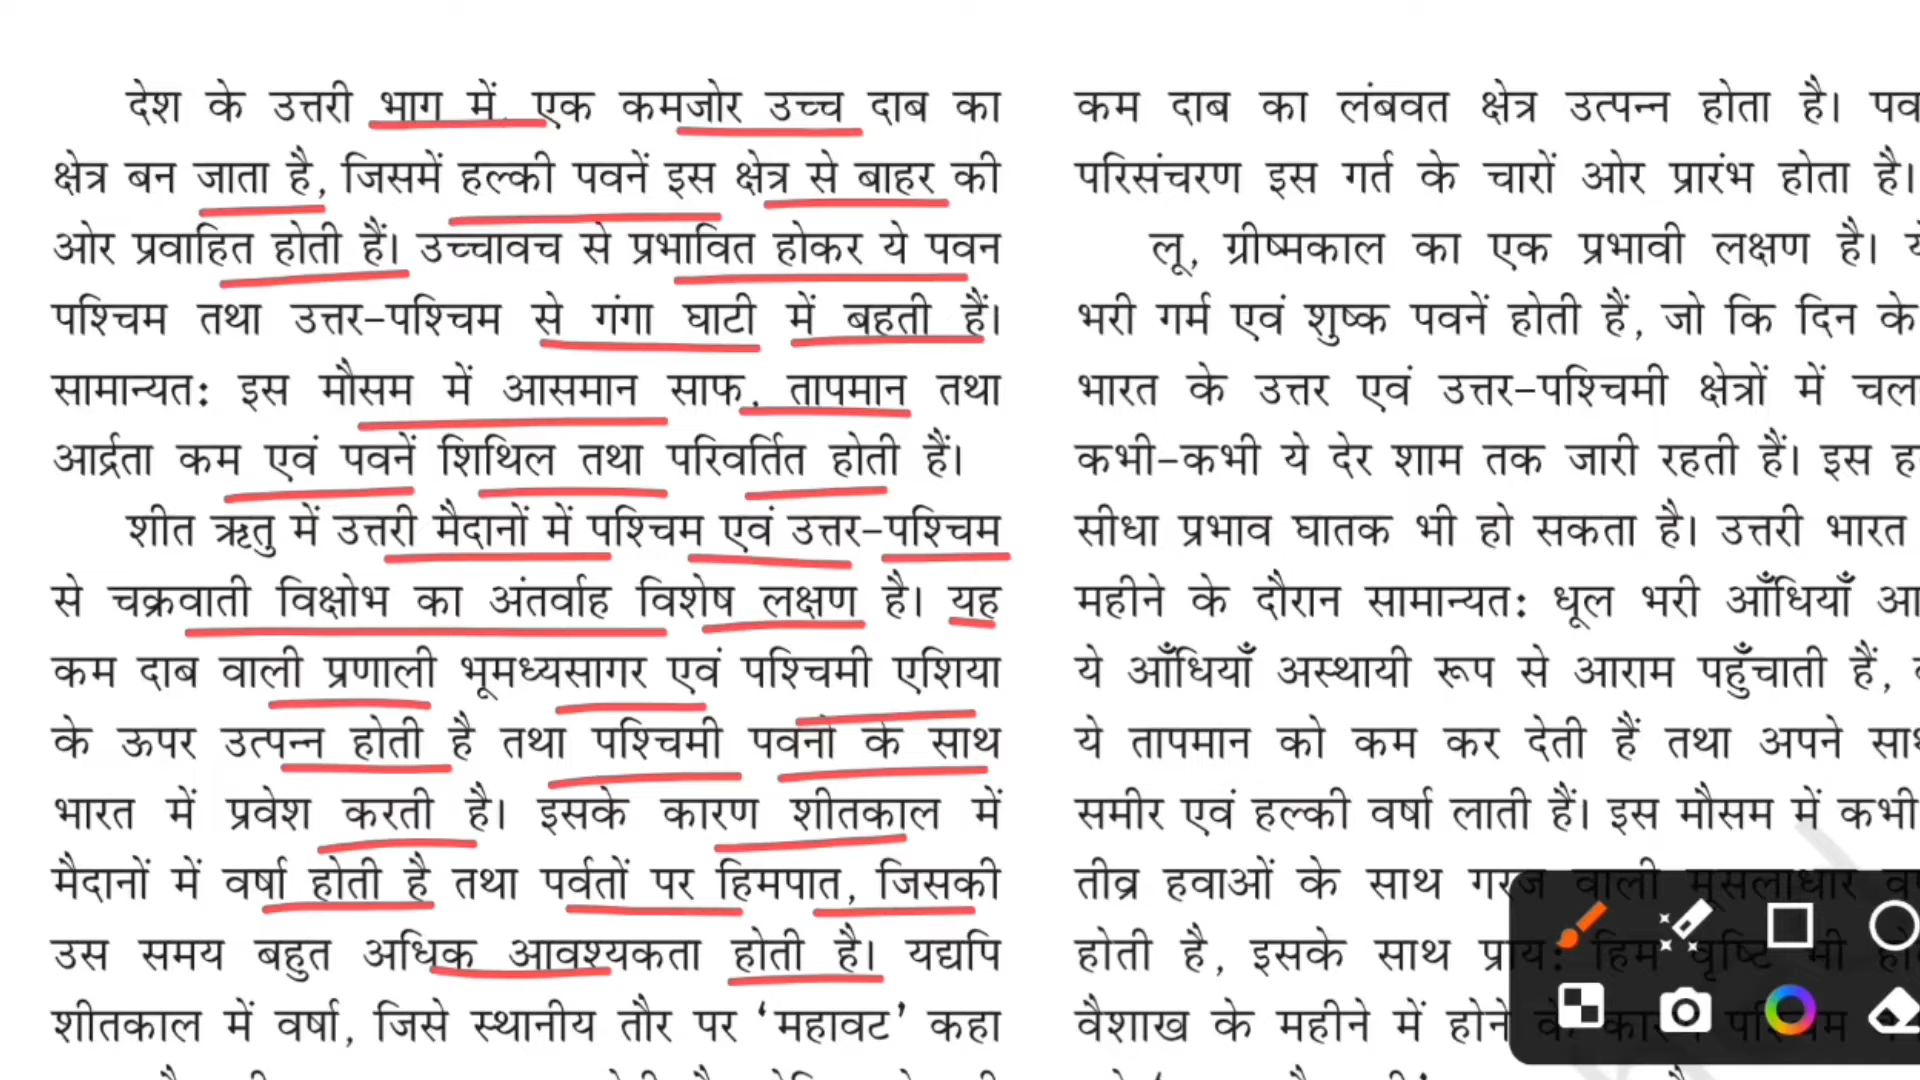 देश के उत्तरी भाग में एक कमजोर उच्च दाब का
क्षेत्र बन जाता है, जिसमें हल्की पवनें इस क्षेत्र से बाहर की
ओर प्रवाहित होती हैं। उच्चावच से प्रभावित होकर ये पवन
पश्चिम तथा उत्तर-पश्चिम से गंगा घाटी में बहती हैं।
सामान्यतः इस मौसम में आसमान साफ, तापमान तथा
आर्द्रता कम एवं पवनें शिथिल तथा परिवर्तित होती हैं।
शीत ऋतु में उत्तरी मैदानों में पश्चिम एवं उत्तर-पश्चिम
से चक्रवाती विक्षोभ का अंतर्वाह विशेष लक्षण है। यह
कम दाब वाली प्रणाली भूमध्यसागर एवं पश्चिमी एशिया
के ऊपर उत्पन्न होती है तथा पश्चिमी पवनों के साथ
भारत में प्रवेश करती है। इसके कारण शीतकाल में
मैदानों में वर्षा होती है तथा पर्वतों पर हिमपात, जिसकी
उस समय बहुत अधिक आवश्यकता होती है। यद्यपि
शीतकाल में वर्षा, जिसे स्थानीय तौर पर ‘महावट’ कहा
कम दाब का लंबवत क्षेत्र उत्पन्न होता है।
परिसंचरण इस गर्त के चारों ओर प्रारंभ होता है।
लू, ग्रीष्मकाल का एक प्रभावी लक्षण है।
भरी गर्म एवं शुष्क पवनें होती हैं, जो कि दिन के
भारत के उत्तर एवं उत्तर-पश्चिमी क्षेत्रों में
कभी-कभी ये देर शाम तक जारी रहती हैं। इस
सीधा प्रभाव घातक भी हो सकता है। उत्तरी भारत
महीने के दौरान सामान्यतः धूल भरी आँधियाँ
ये आँधियाँ अस्थायी रूप से आराम पहुँचाती हैं,
ये तापमान को कम कर देती हैं तथा अपने
समीर एवं हल्की वर्षा लाती हैं। इस मौसम में कभी
तीव्र हवाओं के साथ गरज वाली मूसलाधार
होती है, इसके साथ प्रायः हिम वृष्टि भी
वैशाख के महीने में होने के कारण पश्चिम